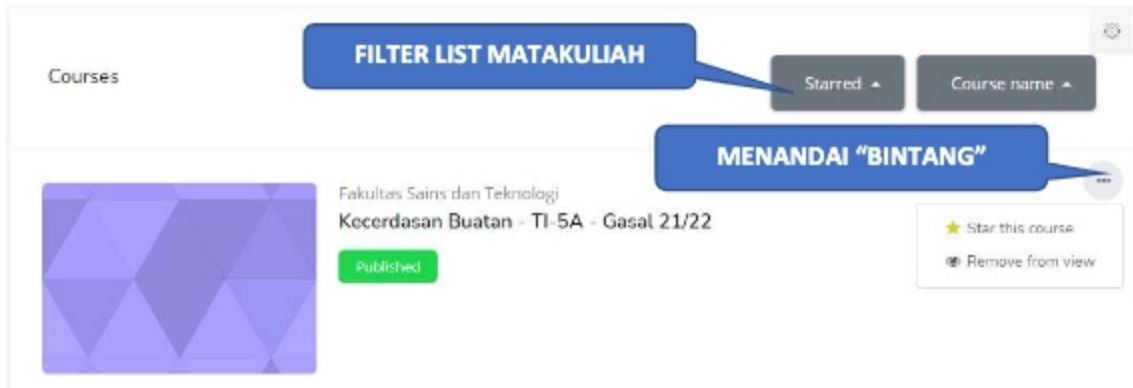 FILTER LIST MATAKULIAH
Courses
Starred
Course name
MENANDAI “BINTANG”
Fakultas Sains dan Teknologi
Kecerdasan Buatan - TI-5A - Gasal 21/22
Published
Star this course
Remove from view